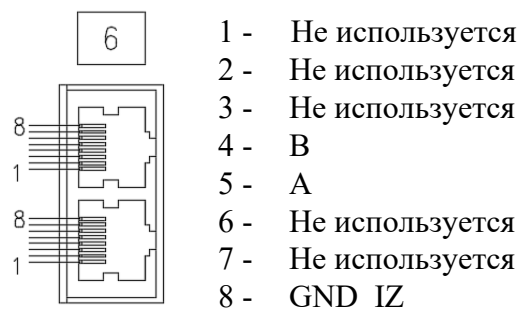 6
1 - Не используется
2 - Не используется
3 - Не используется
4 - B
5 - A
6 - Не используется
7 - Не используется
8 - GND IZ
8
1
8
1